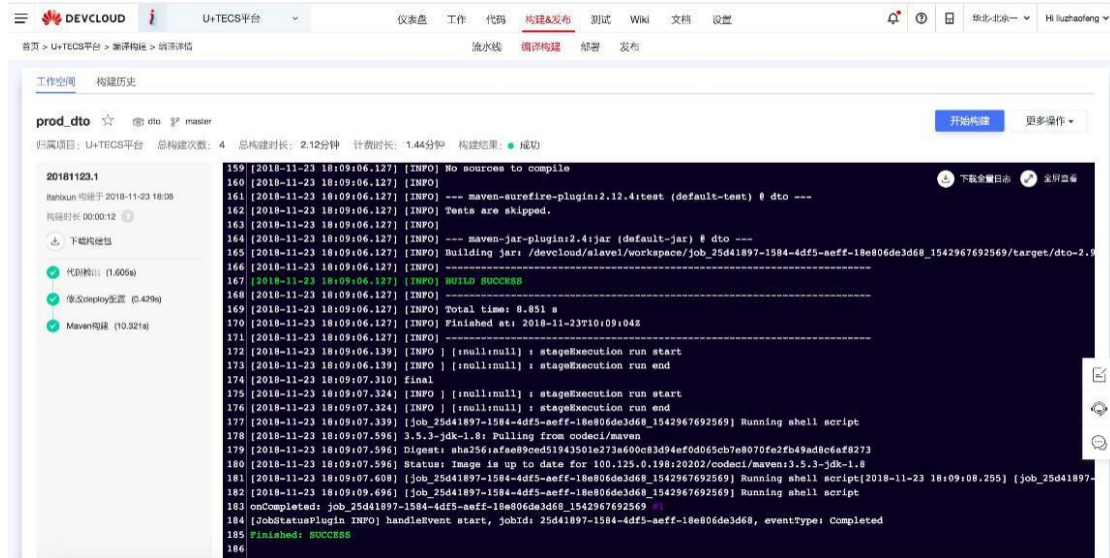 DEVCLOUD
U+TECS平台
仪表盘 工作 代码 构建&发布 测试 Wiki 文档 设置
华北-北京一 Hi liuzhaofeng
首页 > U+TECS平台 > 编译构建 > 编译详情
流水线 编译构建 部署 发布
工作空间 构建历史
prod_dto dto master
开始构建 更多操作
归属项目: U+TECS平台 总构建次数: 4 总构建时长: 2.12分钟 计费时长: 1.44分钟 构建结果: 成功
20181123.1
构建于 2018-11-23 18:08
构建时长 00:00:12
下载构建包
代码检出 (1.605s)
修改deploy配置 (0.429s)
Maven构建 (10.321s)
下载全量日志 全屏查看
159 [2018-11-23 18:09:06.127] [INFO] No sources to compile
160 [2018-11-23 18:09:06.127] [INFO]
161 [2018-11-23 18:09:06.127] [INFO] --- maven-surefire-plugin:2.12.4:test (default-test) @ dto ---
162 [2018-11-23 18:09:06.127] [INFO] Tests are skipped.
163 [2018-11-23 18:09:06.127] [INFO]
164 [2018-11-23 18:09:06.127] [INFO] --- maven-jar-plugin:2.4:jar (default-jar) @ dto ---
165 [2018-11-23 18:09:06.127] [INFO] Building jar: /devcloud/slave1/workspace/job_25d41897-1584-4df5-aeff-18e806de3d68_1542967692569/target/dto-2.9
166 [2018-11-23 18:09:06.127] [INFO] ------------------------------------------------------------------------
167 [2018-11-23 18:09:06.127] [INFO] BUILD SUCCESS
168 [2018-11-23 18:09:06.127] [INFO] ------------------------------------------------------------------------
169 [2018-11-23 18:09:06.127] [INFO] Total time: 8.851 s
170 [2018-11-23 18:09:06.127] [INFO] Finished at: 2018-11-23T10:09:04Z
171 [2018-11-23 18:09:06.127] [INFO] ------------------------------------------------------------------------
172 [2018-11-23 18:09:06.139] [INFO ] [:null:null] : stageExecution run start
173 [2018-11-23 18:09:06.139] [INFO ] [:null:null] : stageExecution run end
174 [2018-11-23 18:09:07.310] final
175 [2018-11-23 18:09:07.324] [INFO ] [:null:null] : stageExecution run start
176 [2018-11-23 18:09:07.324] [INFO ] [:null:null] : stageExecution run end
177 [2018-11-23 18:09:07.339] [job_25d41897-1584-4df5-aeff-18e806de3d68_1542967692569] Running shell script
178 [2018-11-23 18:09:07.596] 3.5.3-jdk-1.8: Pulling from codeci/maven
179 [2018-11-23 18:09:07.596] Digest: sha256:afae89ced51943501e273a600c83d94ef0d065cb7e8070fe2fb49ad8c6af8273
180 [2018-11-23 18:09:07.596] Status: Image is up to date for 100.125.0.198:20202/codeci/maven:3.5.3-jdk-1.8
181 [2018-11-23 18:09:07.608] [job_25d41897-1584-4df5-aeff-18e806de3d68_1542967692569] Running shell script[2018-11-23 18:09:08.255] [job_25d41897-
182 [2018-11-23 18:09:09.696] [job_25d41897-1584-4df5-aeff-18e806de3d68_1542967692569] Running shell script
183 onCompleted: job_25d41897-1584-4df5-aeff-18e806de3d68_1542967692569 #1
184 [JobStatusPlugin INFO] handleEvent start, jobId: 25d41897-1584-4df5-aeff-18e806de3d68, eventType: Completed
185 Finished: SUCCESS
186